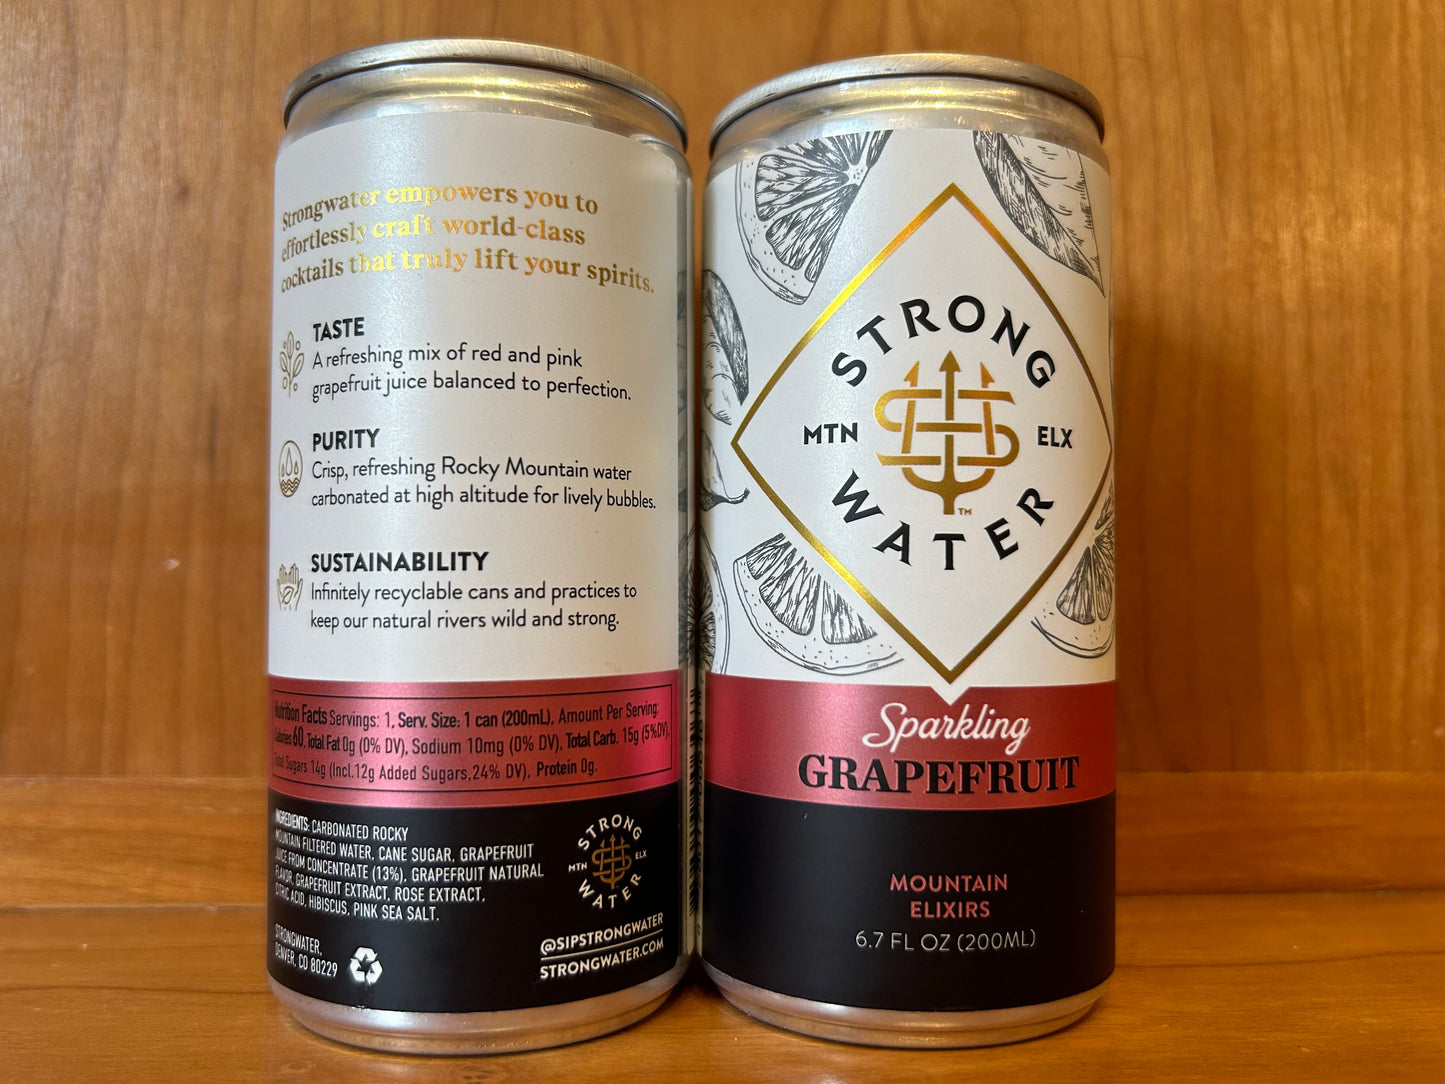 Strongwater empowers you to
effortlessly craft world-class
cocktails that truly lift your spirits.
TASTE
A refreshing mix of red and pink
grapefruit juice balanced to perfection.
PURITY
Crisp, refreshing Rocky Mountain water
carbonated at high altitude for lively bubbles.
SUSTAINABILITY
Infinitely recyclable cans and practices to
keep our natural rivers wild and strong.
Nutrition Facts Servings: 1, Serv. Size: 1 can (200mL), Amount Per Serving:
Calories 60, Total Fat 0g (0% DV), Sodium 10mg (0% DV), Total Carb. 15g (5%DV),
Total Sugars 14g (Incl.12g Added Sugars,24% DV), Protein 0g.
INGREDIENTS: CARBONATED ROCKY
MOUNTAIN FILTERED WATER, CANE SUGAR, GRAPEFRUIT
JUICE FROM CONCENTRATE (13%), GRAPEFRUIT NATURAL
FLAVOR, GRAPEFRUIT EXTRACT, ROSE EXTRACT,
CITRIC ACID, HIBISCUS, PINK SEA SALT.
STRONGWATER,
DENVER, CO 80229
STRONG
MTN ELX
WATER
@SIPSTRONGWATER
STRONGWATER.COM
STRONG
MTN ELX
WATER
TM
Sparkling
GRAPEFRUIT
MOUNTAIN
ELIXIRS
6.7 FL OZ (200ML)